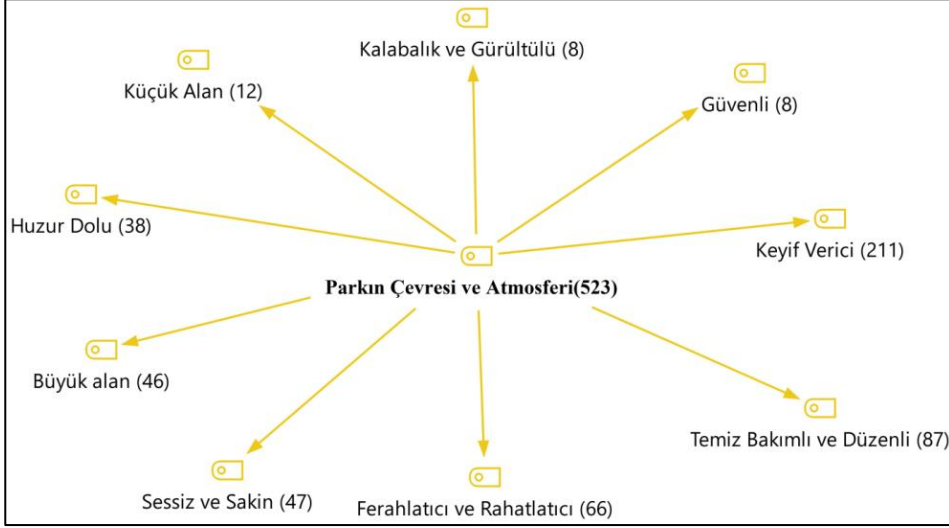 Kalabalık ve Gürültülü (8)
Küçük Alan (12)
Güvenli (8)
Huzur Dolu (38)
Keyif Verici (211)
Parkın Çevresi ve Atmosferi(523)
Büyük alan (46)
Temiz Bakımlı ve Düzenli (87)
Sessiz ve Sakin (47)
Ferahlatıcı ve Rahatlatıcı (66)